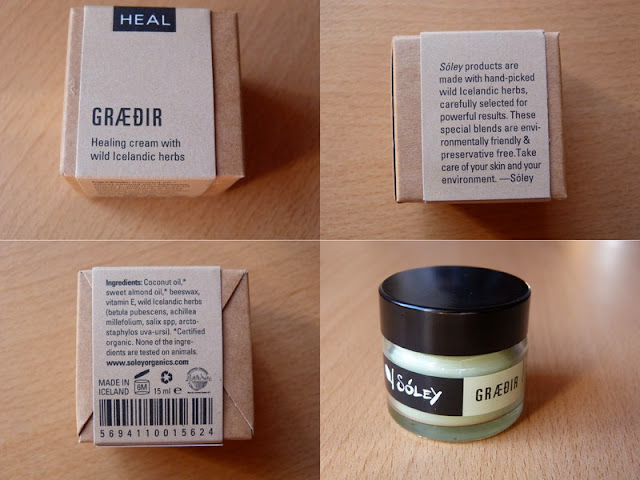 HEAL
GRÆÐIR
Healing cream with
wild Icelandic herbs
Sóley products are
made with hand-picked
wild Icelandic herbs,
carefully selected for
powerful results. These
special blends are envi-
ronmentally friendly &
preservative free.Take
care of your skin and your
environment. —Sóley
Ingredients: Coconut oil,*
sweet almond oil,* beeswax,
vitamin E, wild Icelandic herbs
(betula pubescens, achillea
millefolium, salix spp, arcto-
staphylos uva-ursi). *Certified
organic. None of the ingre-
dients are tested on animals.
www.soleyorganics.com
MADE IN
ICELAND
6M
15 ml
5694110015624
Sóley
GRÆÐIR